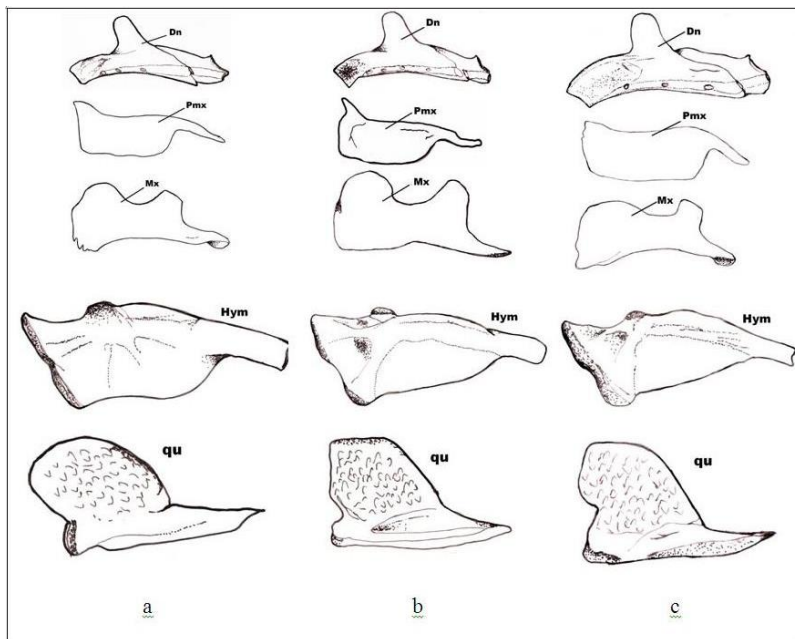 Dn Dn Dn
Pmx Pmx Pmx
Mx Mx Mx
Hym Hym Hym
qu qu qu
a b c